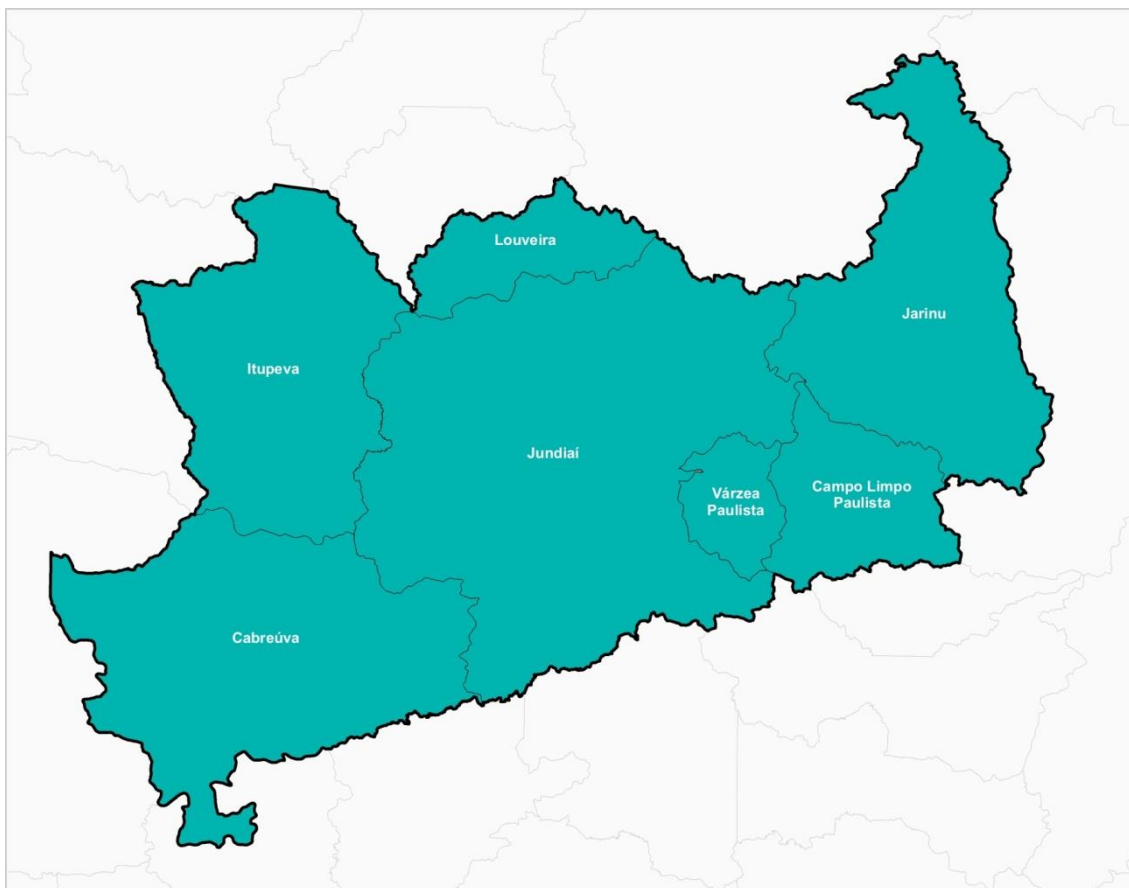 Louveira
Jarinu
Itupeva
Jundiaí
Várzea
Paulista
Campo Limpo
Paulista
Cabreúva